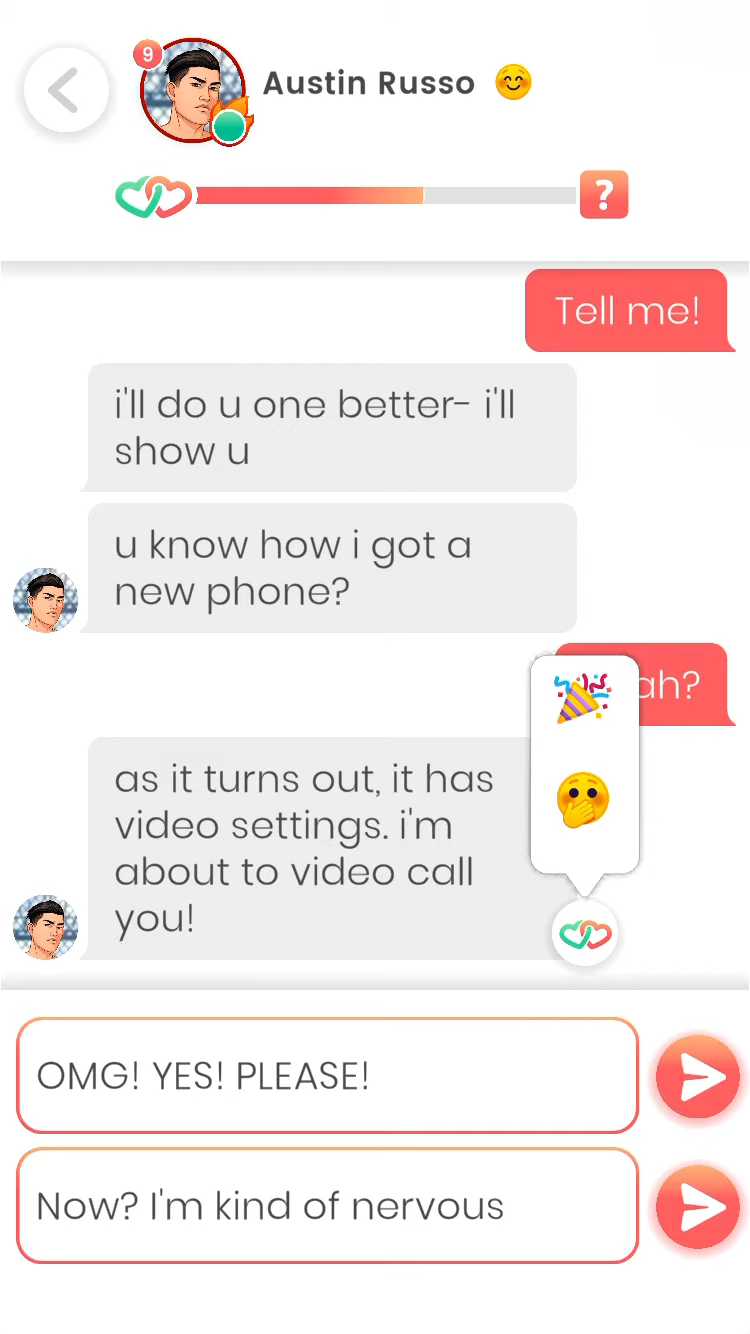 9
Austin Russo
?
Tell me!
i'll do u one better- i'll
show u
u know how i got a
new phone?
as it turns out, it has
video settings. i'm
about to video call
you!
OMG! YES! PLEASE!
Now? I'm kind of nervous